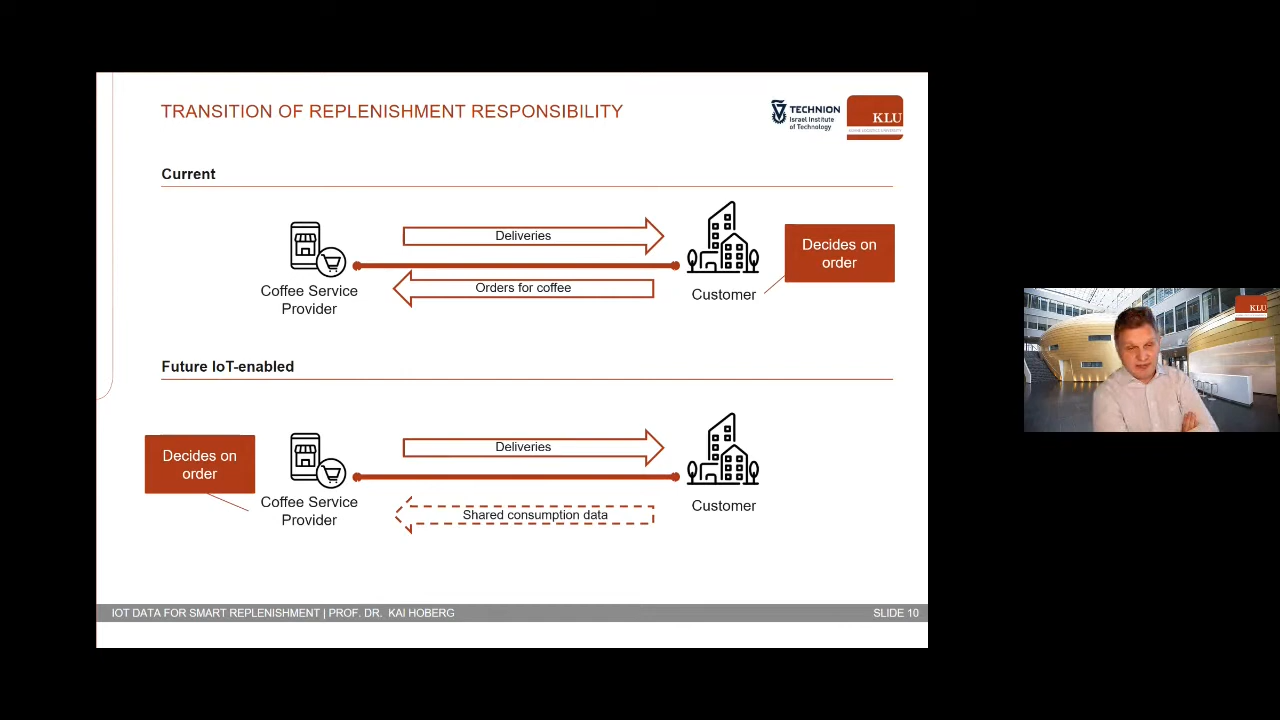 TRANSITION OF REPLENISHMENT RESPONSIBILITY
TECHNION
Israel Institute
of Technology
KLU
Current
Deliveries
Decides on
order
Orders for coffee
Coffee Service
Provider
Customer
Future IoT-enabled
Decides on
order
Deliveries
Coffee Service
Provider
Shared consumption data
Customer
IOT DATA FOR SMART REPLENISHMENT | PROF. DR. KAI HOBERG
SLIDE 10
KLU